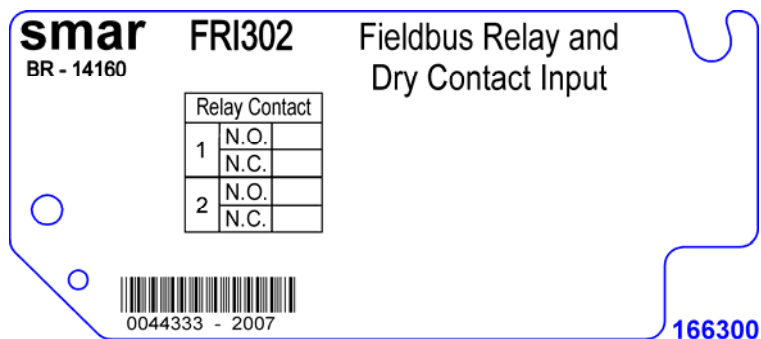 smar FRI302 Fieldbus Relay and
BR - 14160 Dry Contact Input
Relay Contact
1 N.O.
N.C.
2 N.O.
N.C.
0044333 - 2007
166300